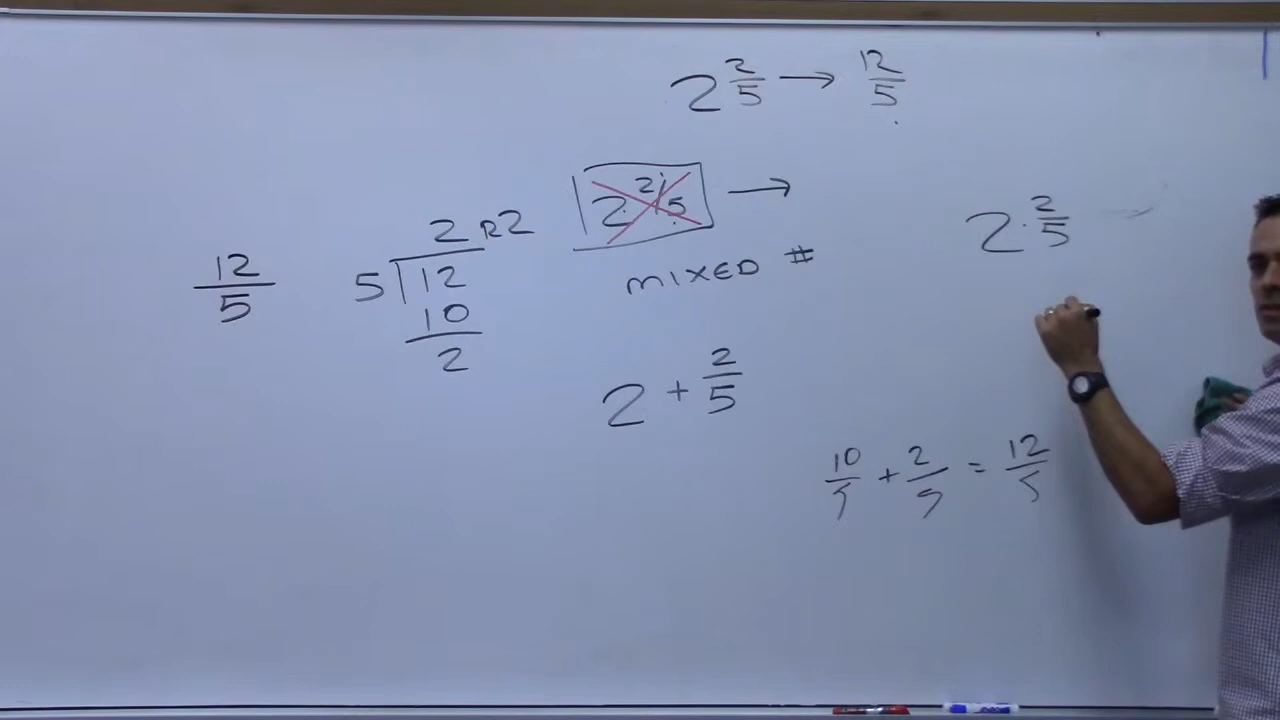 2 2/5 → 12/5
2 2/5 →
MIXED #
12/5
2 R2
5 12
10
2
2 + 2/5
2 · 2/5
10/5 + 2/5 = 12/5